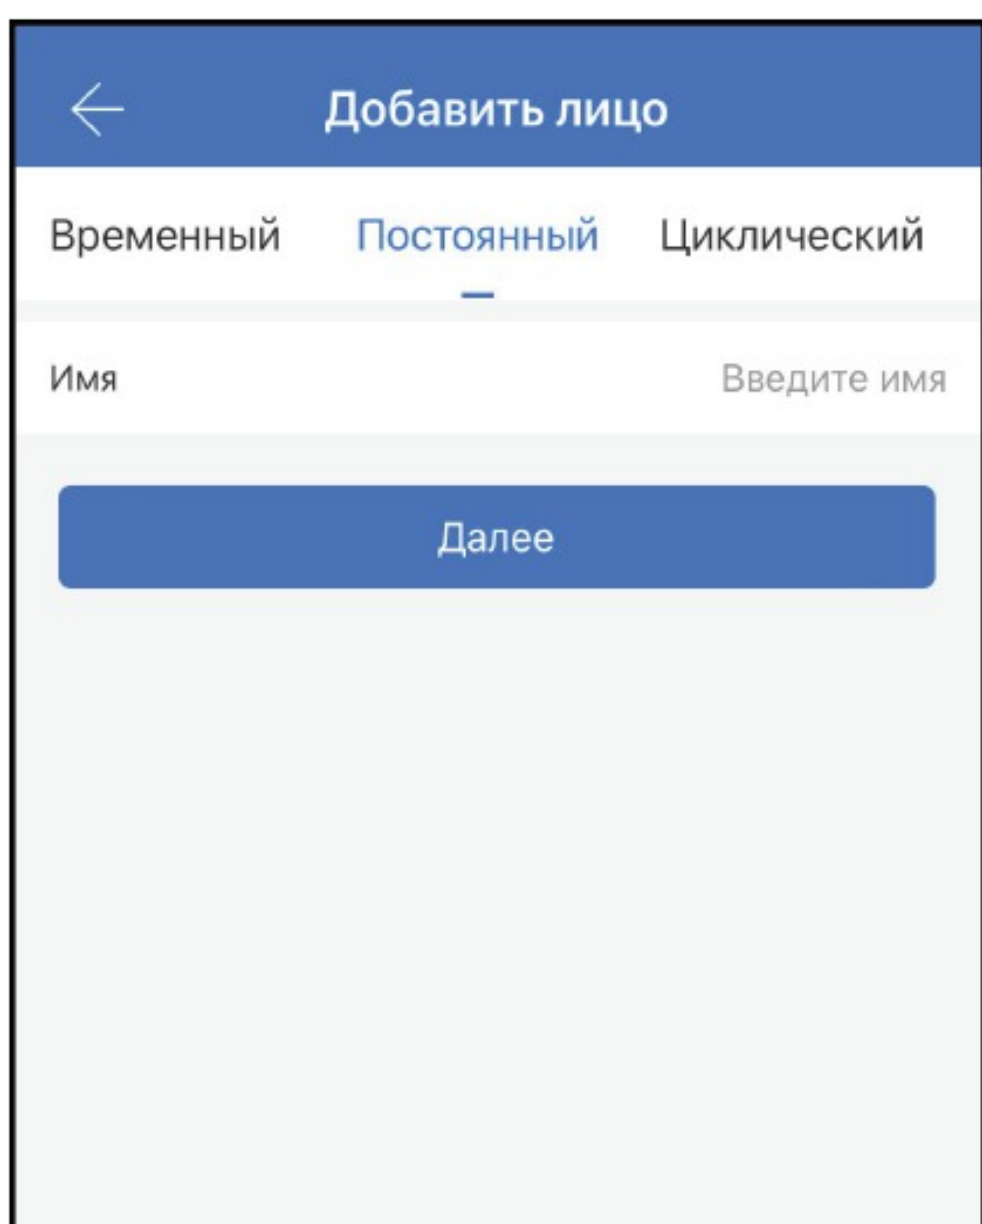 Добавить лицо
Временный Постоянный Циклический
Имя Введите имя
Далее